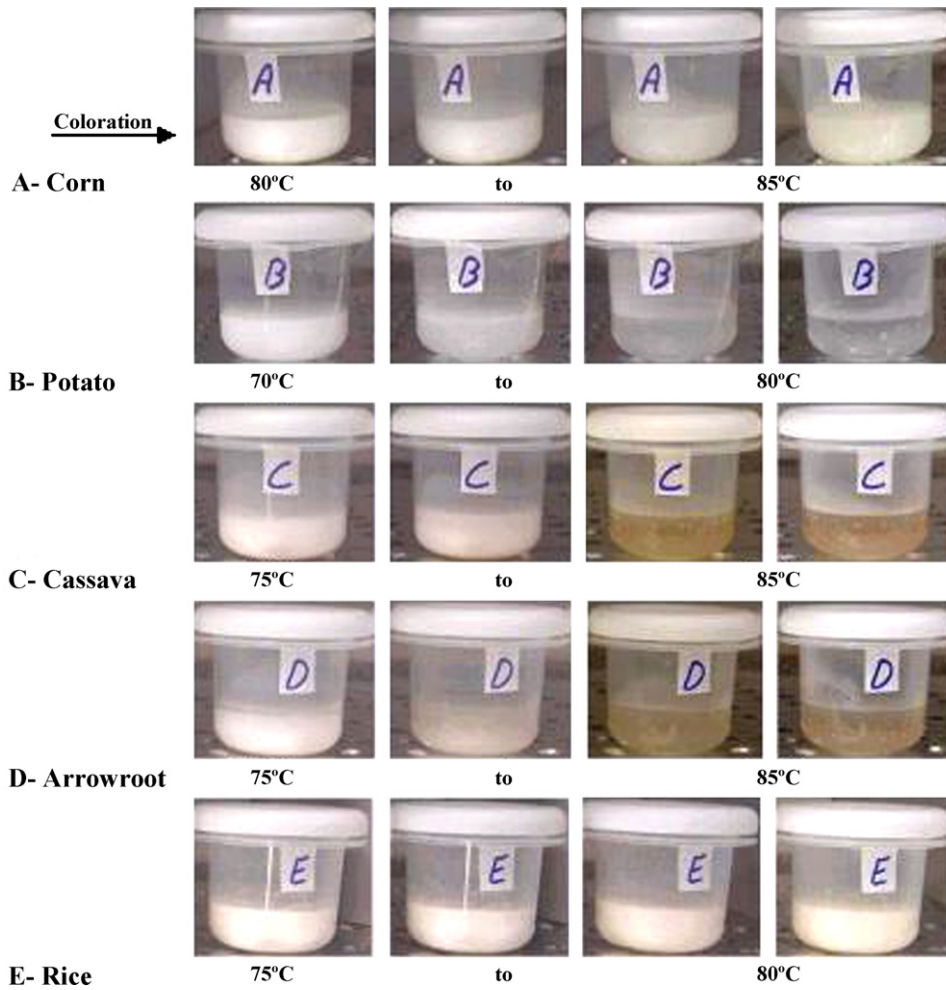 A A A A
Coloration
A- Corn 80ºC to 85ºC
B B B B
B- Potato 70ºC to 80ºC
C C C C
C- Cassava 75ºC to 85ºC
D D D D
D- Arrowroot 75ºC to 85ºC
E E E E
E- Rice 75ºC to 80ºC